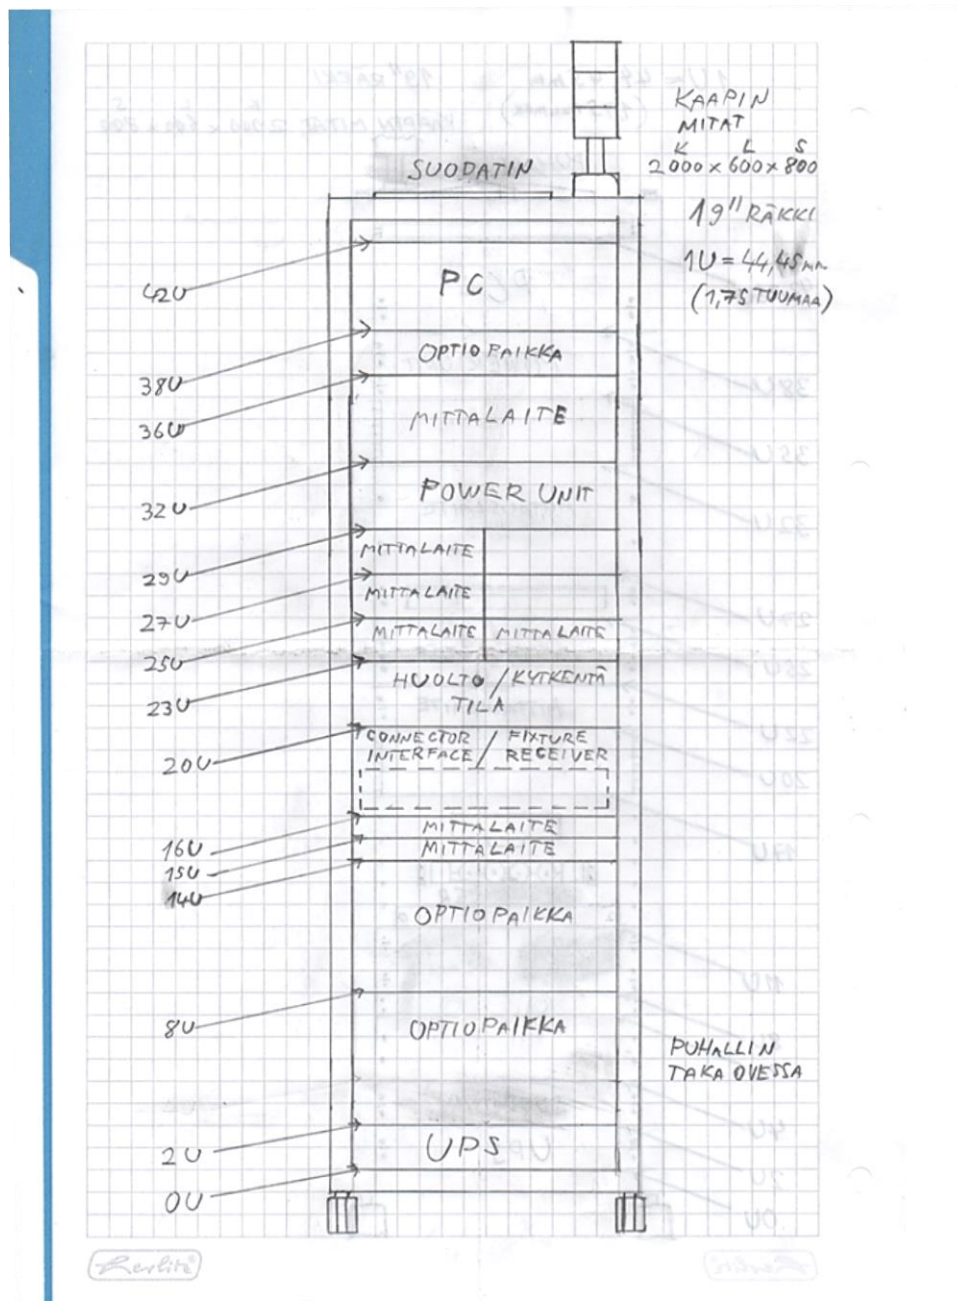 KAAPIN
MITAT
K L S
2000 x 600 x 800
SUODATIN
19" RÄKKI
1U = 44,45mm
(1,75 TUUMAA)
42U
PC
38U
OPTIO PAIKKA
36U
MITTALAITE
32U
POWER UNIT
29U
MITTALAITE
27U
MITTALAITE
25U
MITTALAITE MITTALAITE
23U
HUOLTO / KYTKENTÄ
TILA
20U
CONNECTOR / FIXTURE
INTERFACE RECEIVER
16U
MITTALAITE
15U
MITTALAITE
14U
OPTIO PAIKKA
8U
OPTIO PAIKKA
PUHALLIN
TAKA OVESSA
2U
UPS
0U
Herlitz